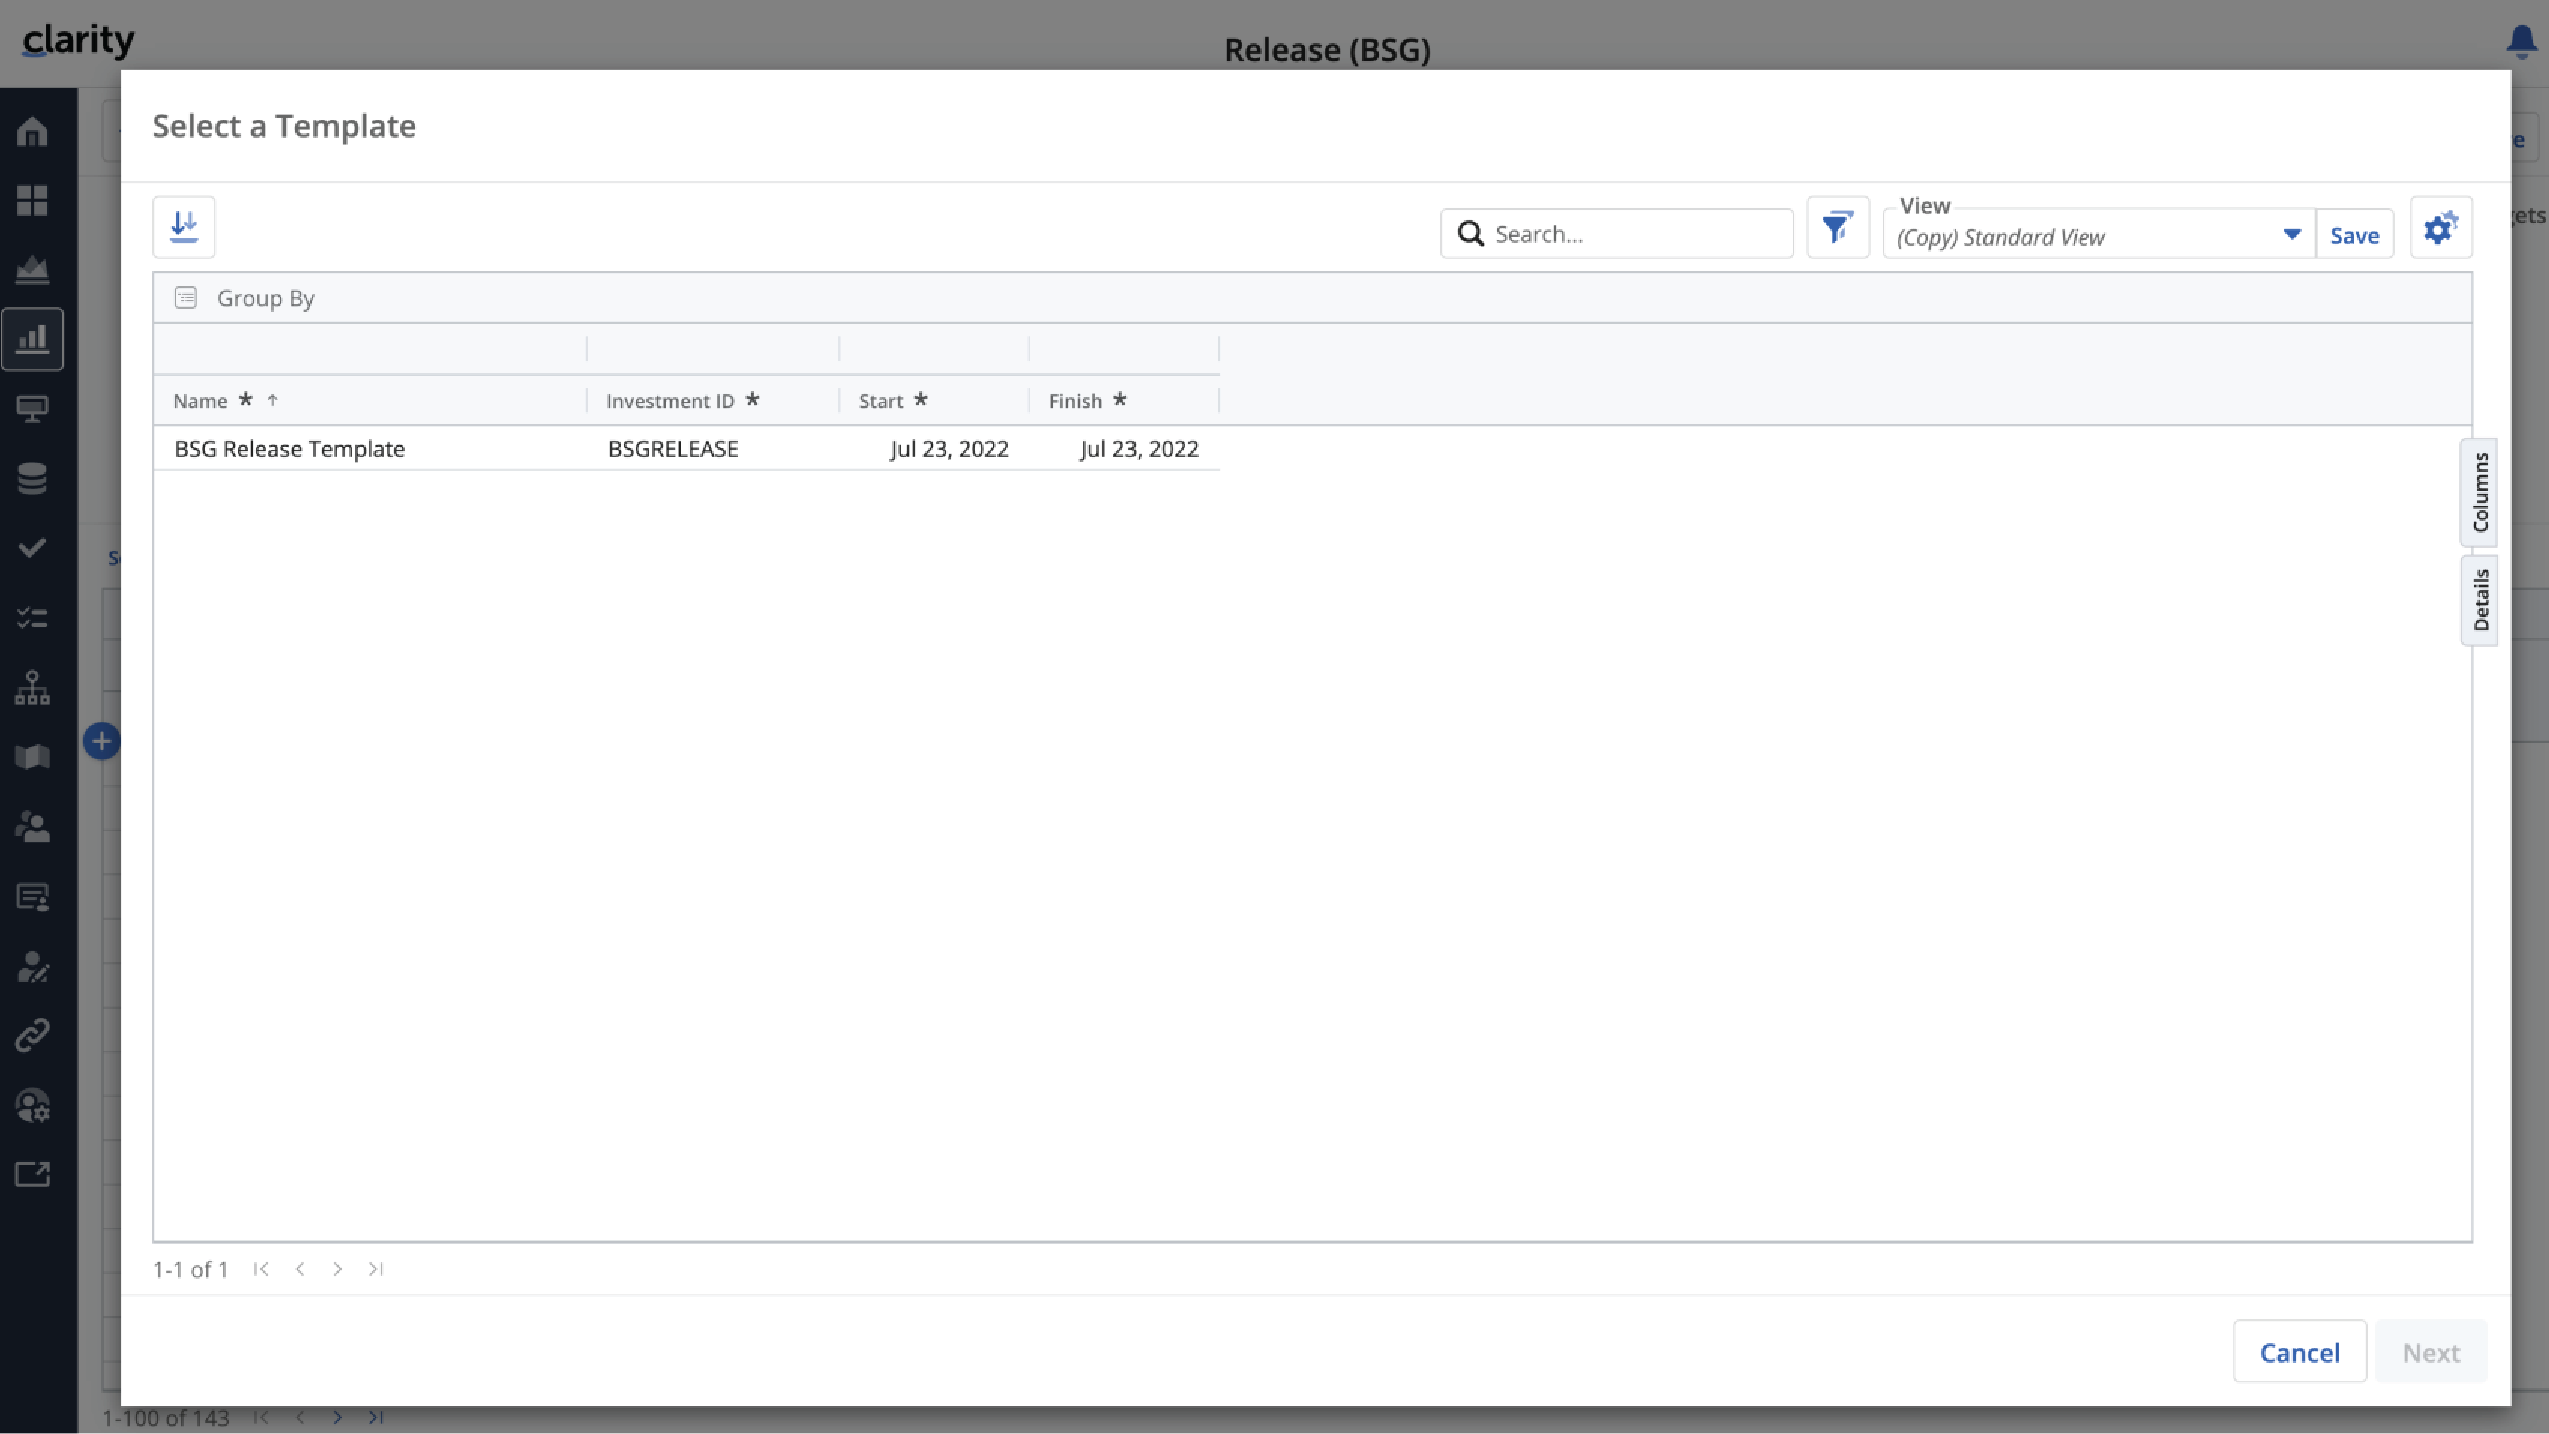 clarity
Release (BSG)
Select a Template
Search...
View
(Copy) Standard View
Save
Group By
Name * ↑
Investment ID *
Start *
Finish *
BSG Release Template
BSGRELEASE
Jul 23, 2022
Jul 23, 2022
Columns
Details
1-1 of 1
Cancel
Next
1-100 of 143